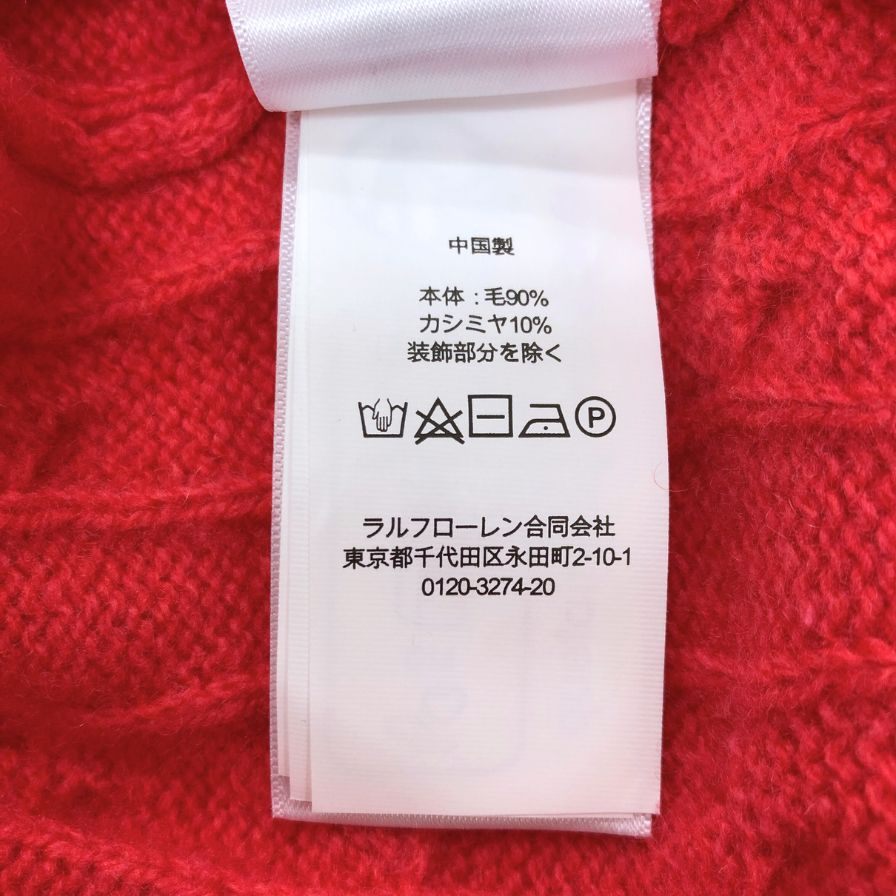 中国製
本体：毛90%
カシミヤ10%
装飾部分を除く
P
ラルフローレン合同会社
東京都千代田区永田町2-10-1
0120-3274-20